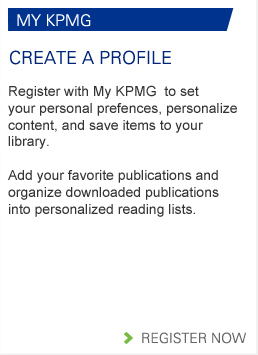 MY KPMG
CREATE A PROFILE
Register with My KPMG to set
your personal prefences, personalize
content, and save items to your
library.
Add your favorite publications and
organize downloaded publications
into personalized reading lists.
REGISTER NOW